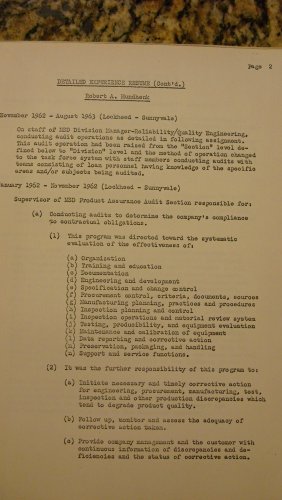 Page 2
DETAILED EXPERIENCE RESUME (Cont'd.)
Robert A. Hundhenk
November 1962 - August 1963 (Lockheed - Sunnyvale)
On staff of MSD Division Manager-Reliability/Quality Engineering,
conducting audit operations as detailed in following assignment.
This audit operation had been raised from the "Section" level de-
fined below to "Division" level and the method of operation changed
to the task force system with staff members conducting audits with
teams consisting of loan personnel having knowledge of the specific
areas and/or subjects being audited.
January 1962 - November 1962 (Lockheed - Sunnyvale)
Supervisor of MSD Product Assurance Audit Section responsible for:
(a) Conducting audits to determine the company's compliance
to contractual obligations.
(1) This program was directed toward the systematic
evaluation of the effectiveness of:
(a) Organization
(b) Training and education
(c) Documentation
(d) Engineering and development
(e) Specification and change control
(f) Procurement control, criteria, documents, sources
(g) Manufacturing planning, practices and procedures
(h) Inspection planning and control
(i) Inspection operations and material review system
(j) Testing, producibility, and equipment evaluation
(k) Maintenance and calibration of equipment
(l) Data reporting and corrective action
(m) Preservation, packaging, and handling
(n) Support and service functions.
(2) It was the further responsibility of this program to:
(a) Initiate necessary and timely corrective action
for engineering, procurement, manufacturing, test,
inspection and other production discrepancies which
tend to degrade product quality.
(b) Follow up, monitor and assess the adequacy of
corrective action taken.
(c) Provide company management and the customer with
continuous information of discrepancies and de-
ficiencies and the status of corrective action.